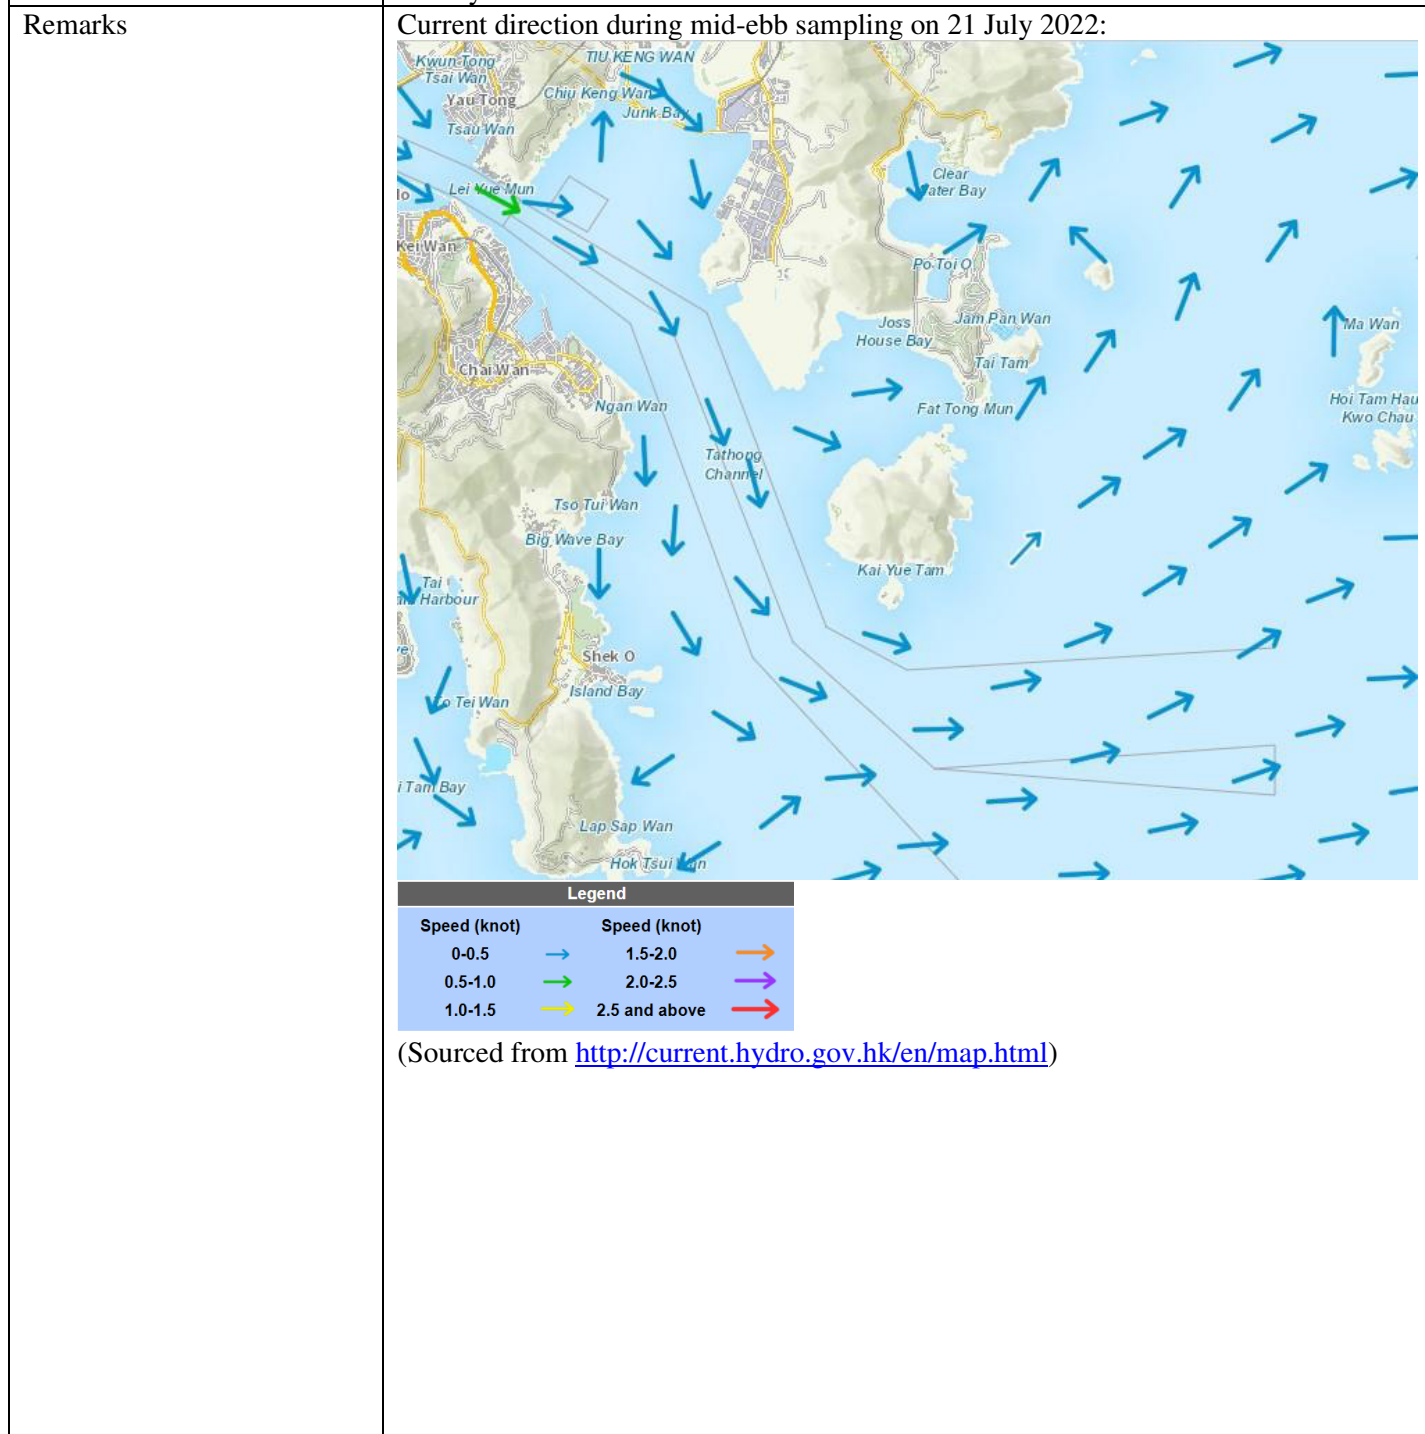 Remarks
Current direction during mid-ebb sampling on 21 July 2022:
Kwun Tong
Tsai Wan
TIU KENG WAN
Yau Tong
Chiu Keng Wan
Junk Bay
Tsau Wan
Lei Yue Mun
Kei Wan
Clear
Water Bay
Po Toi O
Joss
House Bay
Jam Pan Wan
Tai Tam
Ma Wan
Chai Wan
Ngan Wan
Fat Tong Mun
Hoi Tam Hau
Kwo Chau
Tathong
Channel
Tso Tui Wan
Big Wave Bay
Kai Yue Tam
Tai
Harbour
Shek O
Island Bay
To Tei Wan
i Tam Bay
Lap Sap Wan
Hok Tsui Wan
Legend
Speed (knot) Speed (knot)
0-0.5 1.5-2.0
0.5-1.0 2.0-2.5
1.0-1.5 2.5 and above
(Sourced from http://current.hydro.gov.hk/en/map.html)